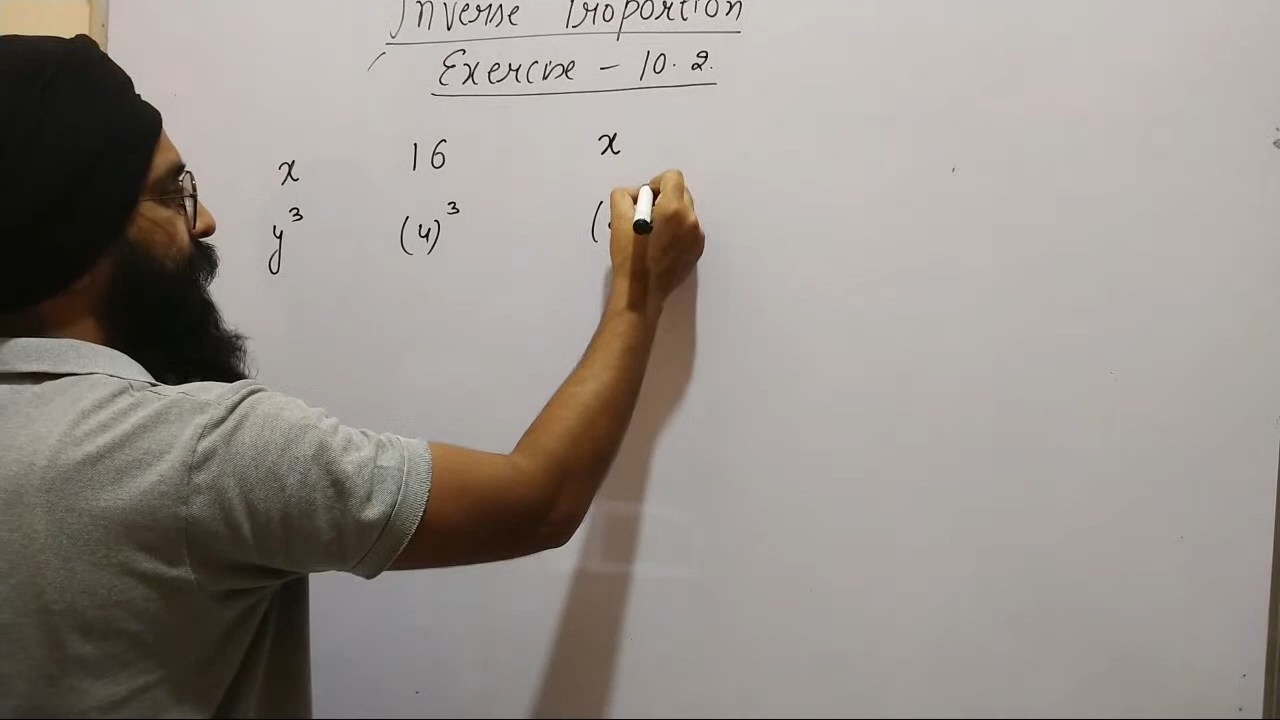 Inverse Proportion
Exercise - 10.2.
x 16 x
y³ (4)³ (